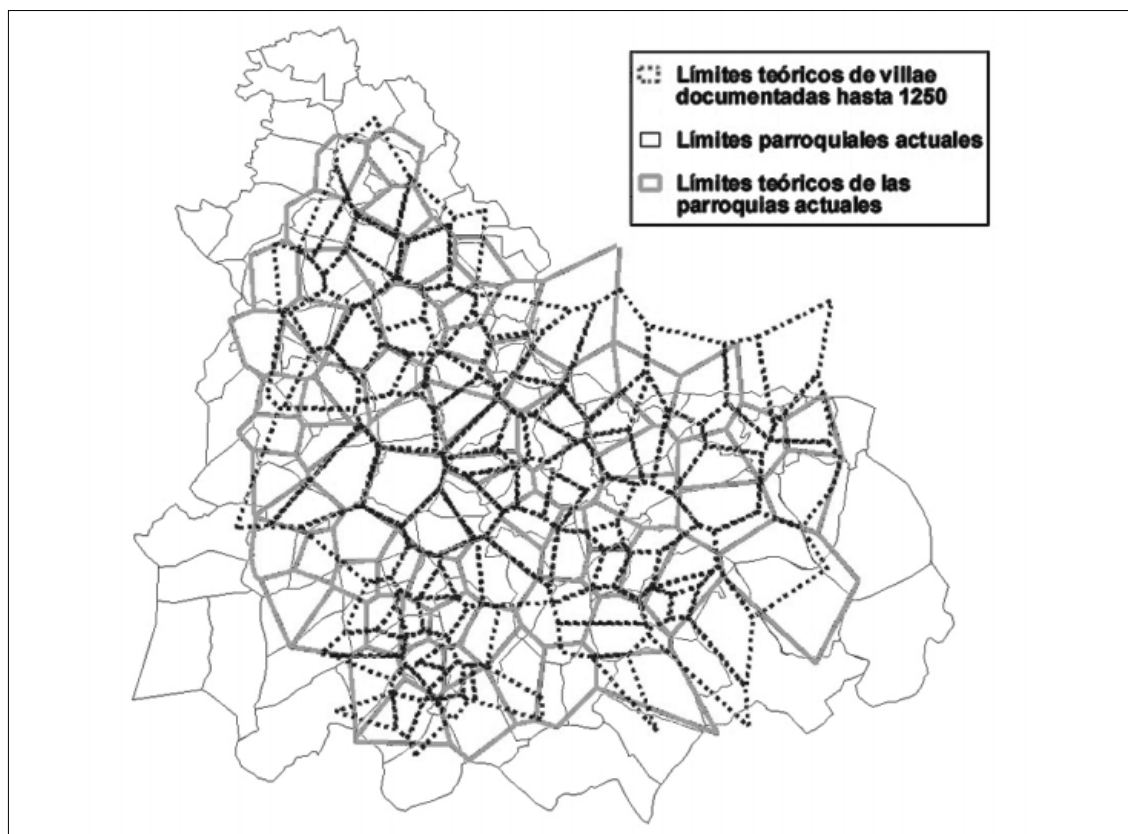 Límites teóricos de villae
documentadas hasta 1250
Límites parroquiales actuales
Límites teóricos de las
parroquias actuales